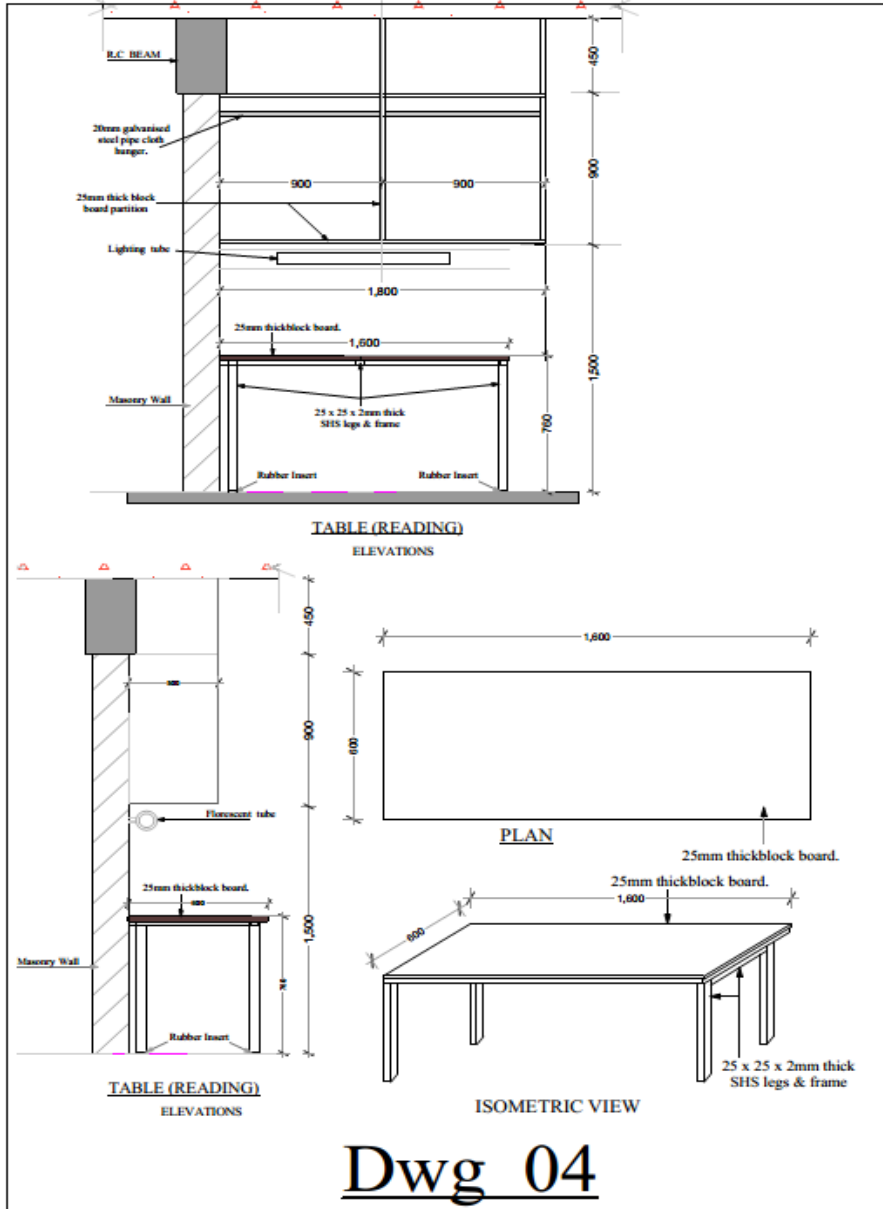 R.C BEAM
450
20mm galvanised
steel pipe cloth
hunger.
900
900
900
25mm thick block
board partition
Lighting tube
1,800
25mm thickblock board.
1,600
1,500
Masonry Wall
25 x 25 x 2mm thick
SHS legs & frame
760
Rubber Insert
Rubber Insert
TABLE (READING)
ELEVATIONS
450
900
Florescent tube
25mm thickblock board.
1,500
Masonry Wall
Rubber Insert
TABLE (READING)
ELEVATIONS
1,600
600
PLAN
25mm thickblock board.
25mm thickblock board.
1,600
600
25 x 25 x 2mm thick
SHS legs & frame
ISOMETRIC VIEW
Dwg 04